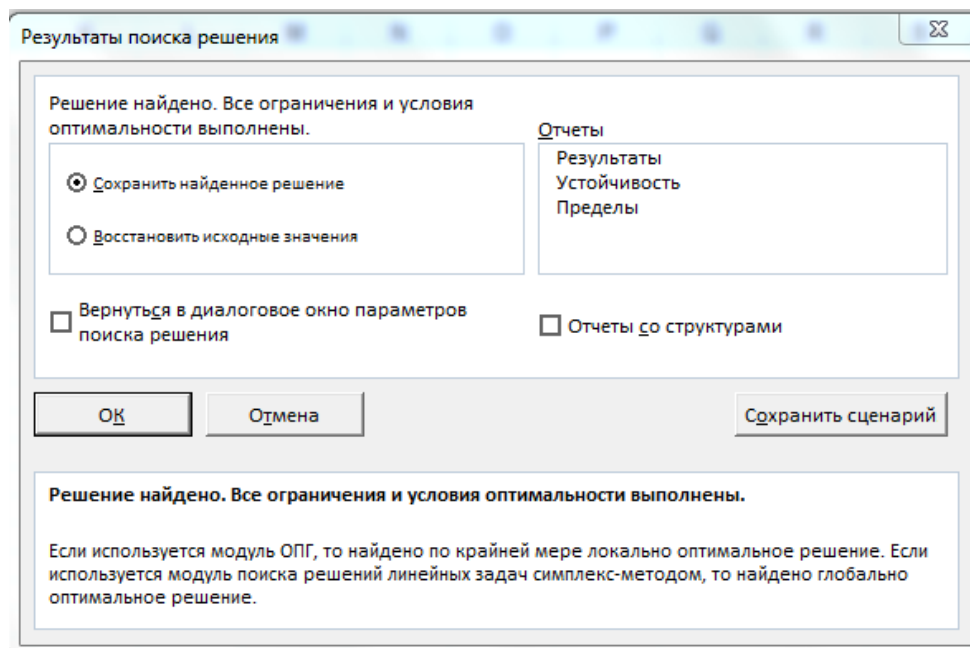 Результаты поиска решения
Решение найдено. Все ограничения и условия
оптимальности выполнены.
Отчеты
Сохранить найденное решение
Восстановить исходные значения
Результаты
Устойчивость
Пределы
Вернуться в диалоговое окно параметров
поиска решения
Отчеты со структурами
ОК
Отмена
Сохранить сценарий
Решение найдено. Все ограничения и условия оптимальности выполнены.
Если используется модуль ОПГ, то найдено по крайней мере локально оптимальное решение. Если
используется модуль поиска решений линейных задач симплекс-методом, то найдено глобально
оптимальное решение.